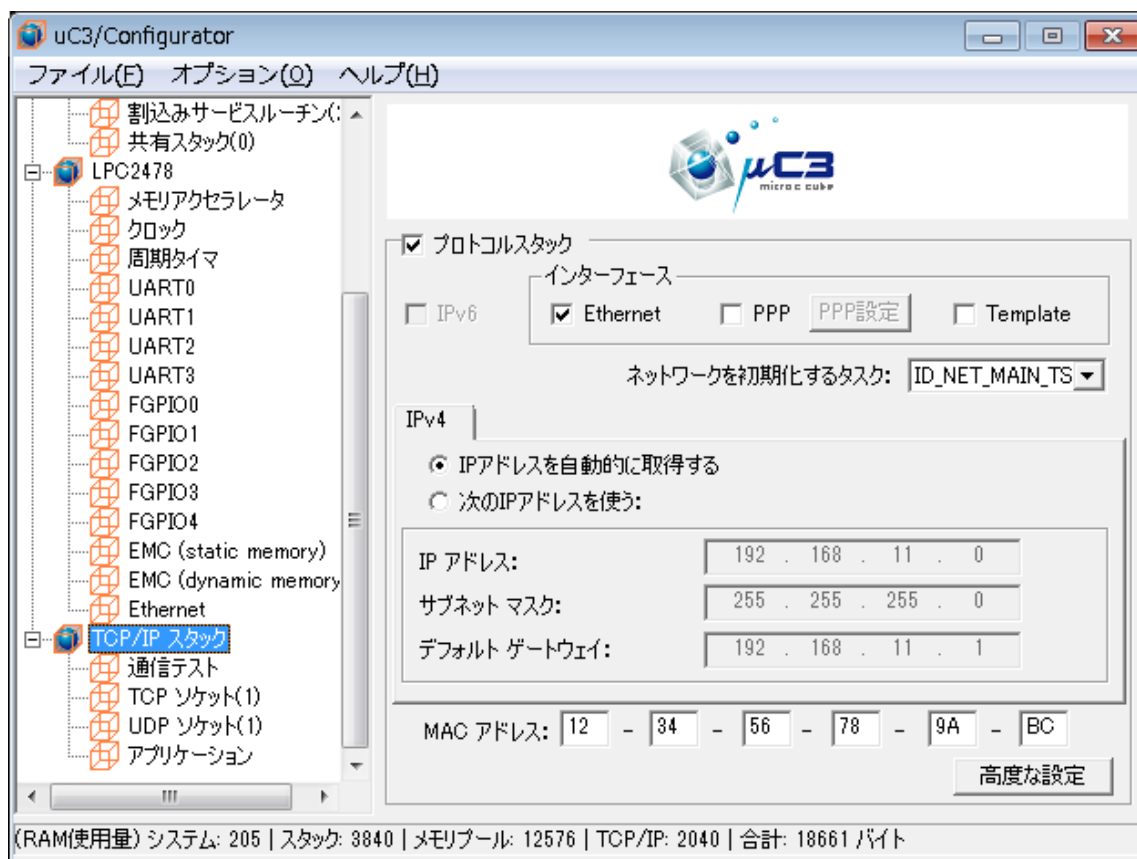 uC3/Configurator
ファイル(F) オプション(O) ヘルプ(H)
割込みサービスルーチン(
共有スタック(0)
LPC2478
メモリアクセラレータ
クロック
周期タイマ
UART0
UART1
UART2
UART3
FGPIO0
FGPIO1
FGPIO2
FGPIO3
FGPIO4
EMC (static memory)
EMC (dynamic memory
Ethernet
TCP/IP スタック
通信テスト
TCP ソケット(1)
UDP ソケット(1)
アプリケーション
μC3
micro c cube
プロトコルスタック
インターフェース
IPv6 Ethernet PPP PPP設定 Template
ネットワークを初期化するタスク: ID_NET_MAIN_TS
IPv4
IPアドレスを自動的に取得する
次のIPアドレスを使う:
IP アドレス: 192 . 168 . 11 . 0
サブネット マスク: 255 . 255 . 255 . 0
デフォルト ゲートウェイ: 192 . 168 . 11 . 1
MAC アドレス: 12 - 34 - 56 - 78 - 9A - BC
高度な設定
(RAM使用量) システム: 205 | スタック: 3840 | メモリプール: 12576 | TCP/IP: 2040 | 合計: 18661 バイト